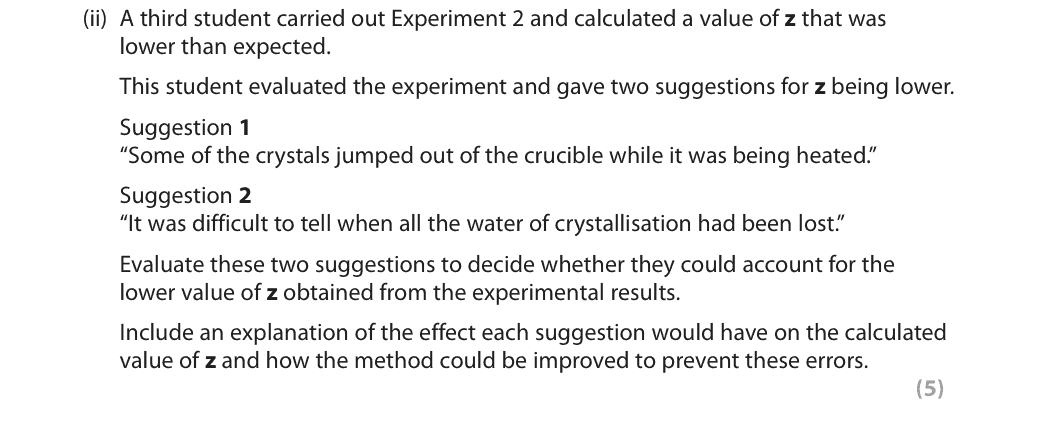 (ii) A third student carried out Experiment 2 and calculated a value of z that was
lower than expected.
This student evaluated the experiment and gave two suggestions for z being lower.
Suggestion 1
“Some of the crystals jumped out of the crucible while it was being heated.”
Suggestion 2
“It was difficult to tell when all the water of crystallisation had been lost.”
Evaluate these two suggestions to decide whether they could account for the
lower value of z obtained from the experimental results.
Include an explanation of the effect each suggestion would have on the calculated
value of z and how the method could be improved to prevent these errors.
(5)